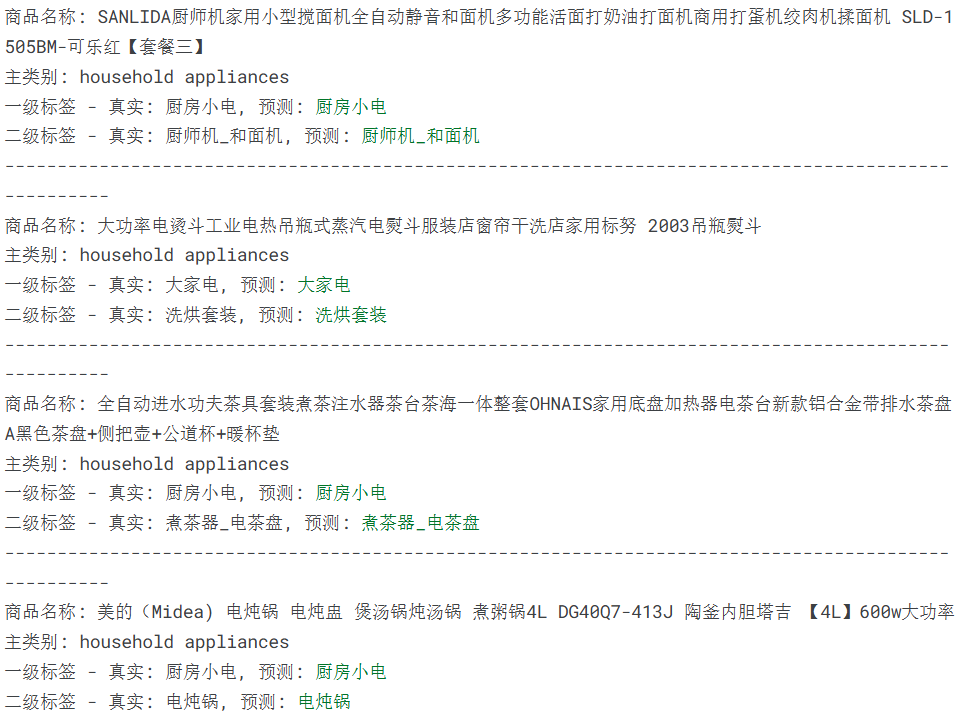 商品名称: SANLIDA厨师机家用小型搅面机全自动静音和面机多功能活面打奶油打面机商用打蛋机绞肉机揉面机 SLD-1
505BM-可乐红【套餐三】
主类别: household appliances
一级标签 - 真实: 厨房小电, 预测: 厨房小电
二级标签 - 真实: 厨师机_和面机, 预测: 厨师机_和面机
------------------------------------------------------------------------------------------
----------
商品名称: 大功率电烫斗工业电热吊瓶式蒸汽电熨斗服装店窗帘干洗店家用标努 2003吊瓶熨斗
主类别: household appliances
一级标签 - 真实: 大家电, 预测: 大家电
二级标签 - 真实: 洗烘套装, 预测: 洗烘套装
------------------------------------------------------------------------------------------
----------
商品名称: 全自动进水功夫茶具套装煮茶注水器茶台茶海一体整套OHNAIS家用底盘加热器电茶台新款铝合金带排水茶盘
A黑色茶盘+侧把壶+公道杯+暖杯垫
主类别: household appliances
一级标签 - 真实: 厨房小电, 预测: 厨房小电
二级标签 - 真实: 煮茶器_电茶盘, 预测: 煮茶器_电茶盘
------------------------------------------------------------------------------------------
----------
商品名称: 美的（Midea) 电炖锅 电炖盅 煲汤锅炖汤锅 煮粥锅4L DG40Q7-413J 陶釜内胆塔吉 【4L】600w大功率
主类别: household appliances
一级标签 - 真实: 厨房小电, 预测: 厨房小电
二级标签 - 真实: 电炖锅, 预测: 电炖锅